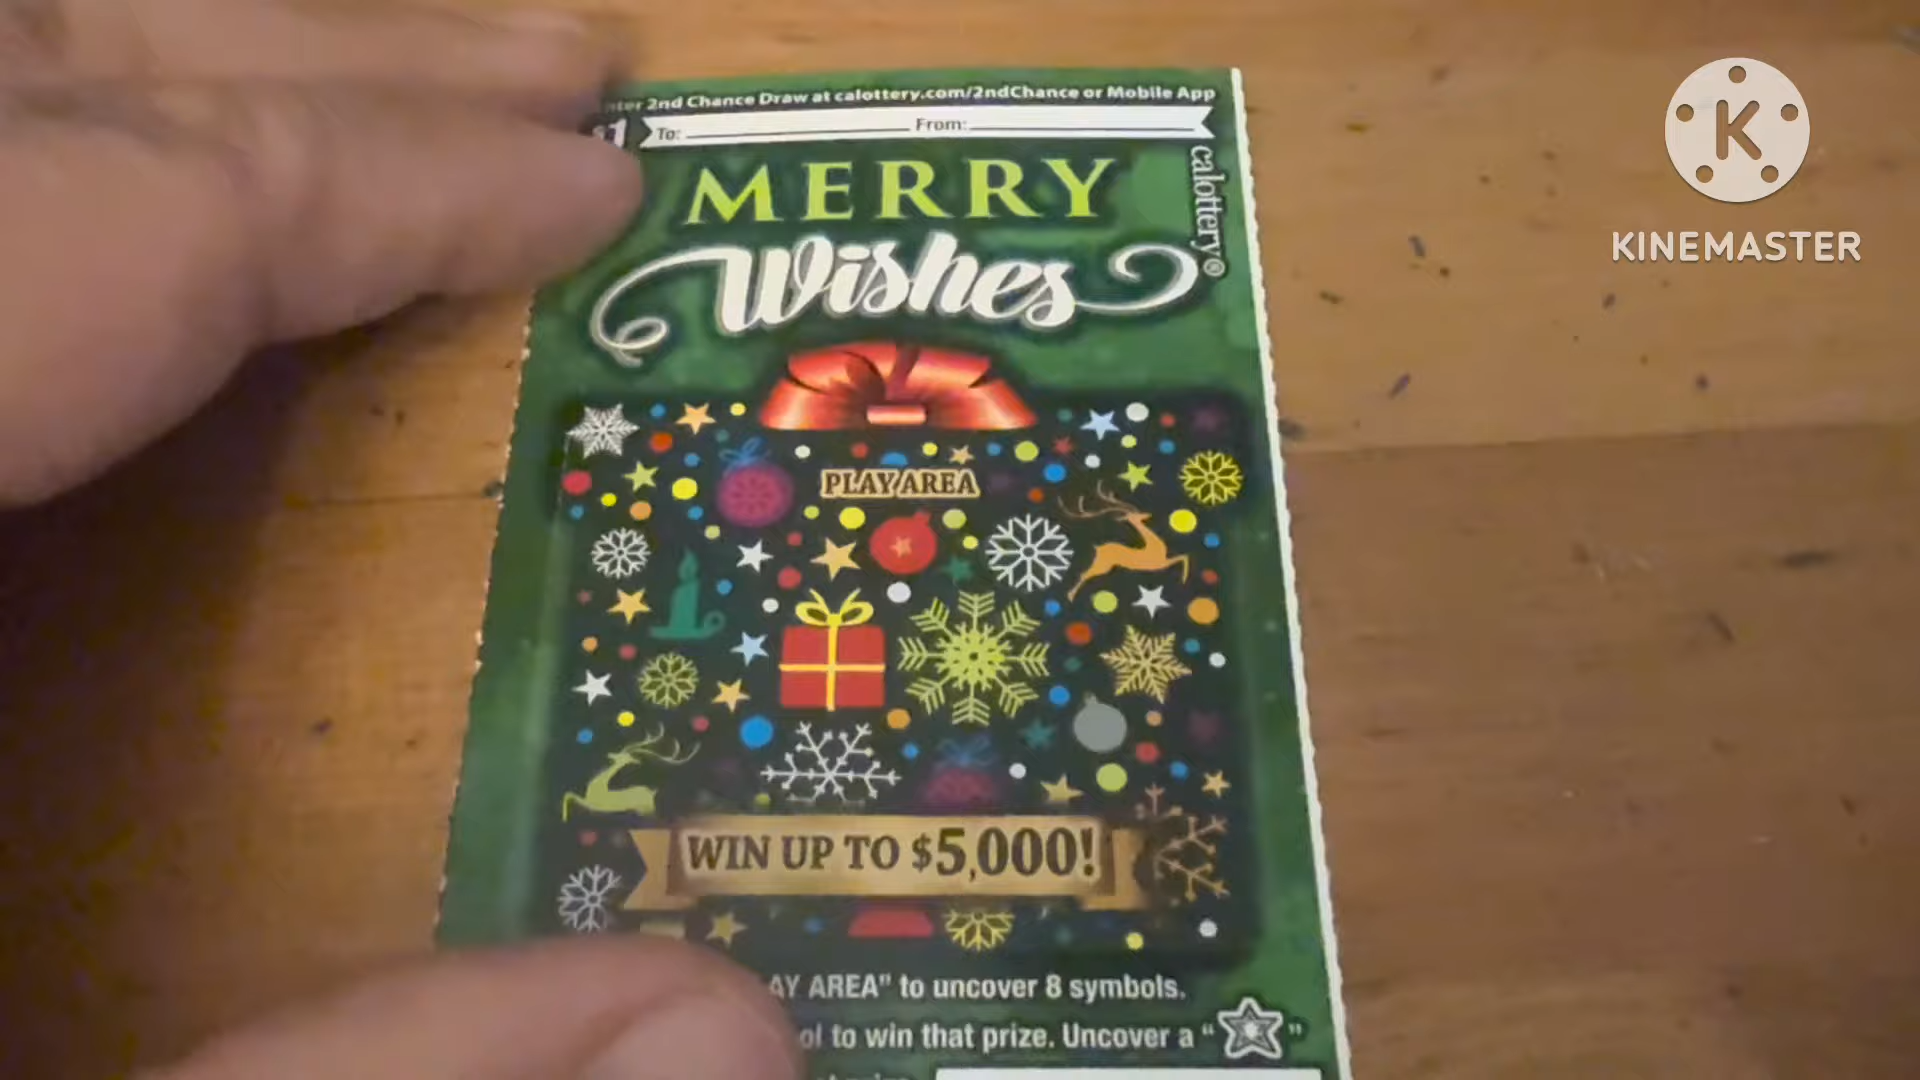 2nd Chance Draw at calottery.com/2ndChance or Mobile App
To: From:
calottery
MERRY
Wishes
PLAY AREA
WIN UP TO $5,000!
AREA" to uncover 8 symbols.
to win that prize. Uncover a " "
K
KINEMASTER